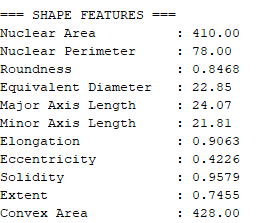 === SHAPE FEATURES ===
Nuclear Area : 410.00
Nuclear Perimeter : 78.00
Roundness : 0.8468
Equivalent Diameter : 22.85
Major Axis Length : 24.07
Minor Axis Length : 21.81
Elongation : 0.9063
Eccentricity : 0.4226
Solidity : 0.9579
Extent : 0.7455
Convex Area : 428.00